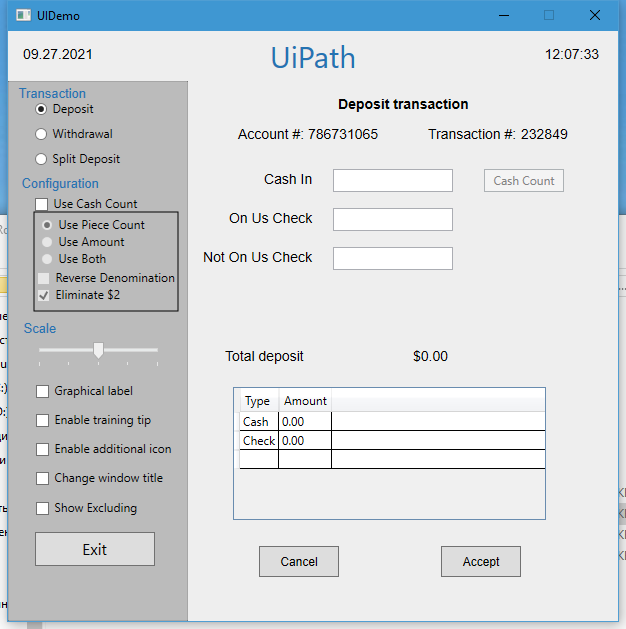 UIDemo
09.27.2021
UiPath
12:07:33
Transaction
Deposit
Withdrawal
Split Deposit
Configuration
Use Cash Count
Use Piece Count
Use Amount
Use Both
Reverse Denomination
Eliminate $2
Scale
Graphical label
Enable training tip
Enable additional icon
Change window title
Show Excluding
Exit
Deposit transaction
Account #: 786731065 Transaction #: 232849
Cash In Cash Count
On Us Check
Not On Us Check
Total deposit $0.00
Type Amount
Cash 0.00
Check 0.00
Cancel Accept